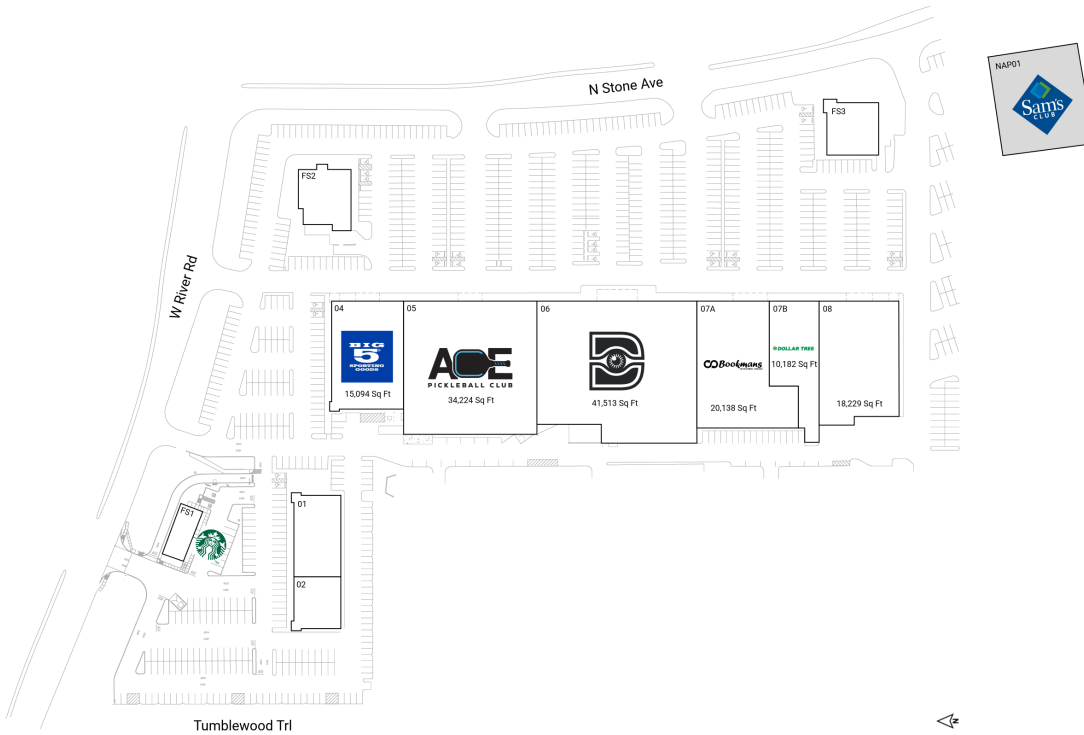 N Stone Ave
NAP01
Sam's
CLUB
FS3
FS2
W River Rd
04
BIG
5
SPORTING
GOODS
15,094 Sq Ft
05
ACE
PICKLEBALL CLUB
34,224 Sq Ft
06
D
41,513 Sq Ft
07A
Bookmans
20,138 Sq Ft
07B
DOLLAR TREE
10,182 Sq Ft
08
18,229 Sq Ft
FS1
01
02
Tumblewood Trl
N